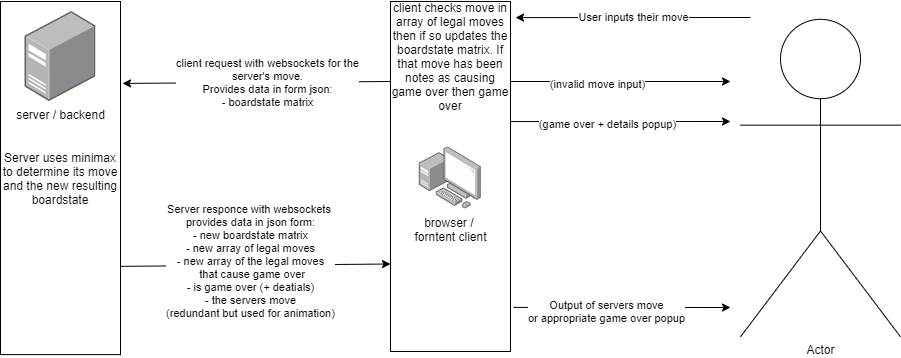 server / backend
Server uses minimax
to determine its move
and the new resulting
boardstate
client request with websockets for the
server's move.
Provides data in form json:
- boardstate matrix
Server responce with websockets
provides data in json form:
- new boardstate matrix
- new array of legal moves
- new array of the legal moves
that cause game over
- is game over (+ deatials)
- the servers move
(redundant but used for animation)
client checks move in
array of legal moves
then if so updates the
boardstate matrix. If
that move has been
notes as causing
game over then game
over
browser /
forntent client
User inputs their move
(invalid move input)
(game over + details popup)
Output of servers move
or appropriate game over popup
Actor